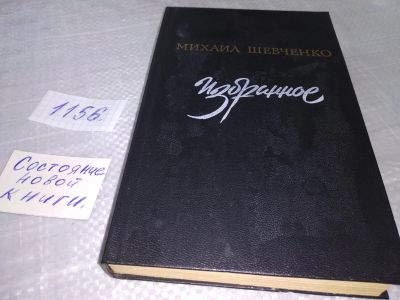 МИХАИЛ ШЕВЧЕНКО
Избранное
1156.
Состояние
новой
книги.